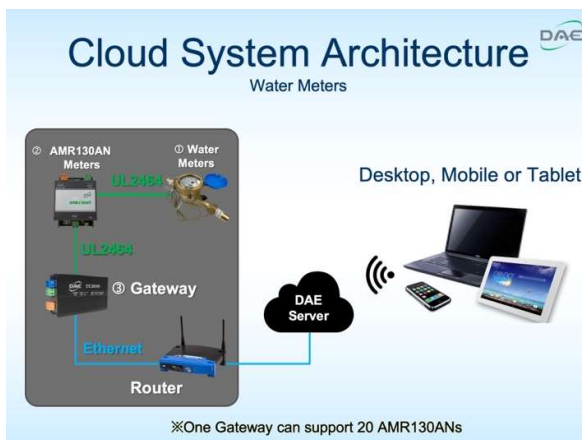 DAE
Cloud System Architecture
Water Meters
② AMR130AN
Meters
① Water
Meters
UL2464
UL2464
DAE
③ Gateway
Ethernet
Router
DAE
Server
Desktop, Mobile or Tablet
※One Gateway can support 20 AMR130ANs